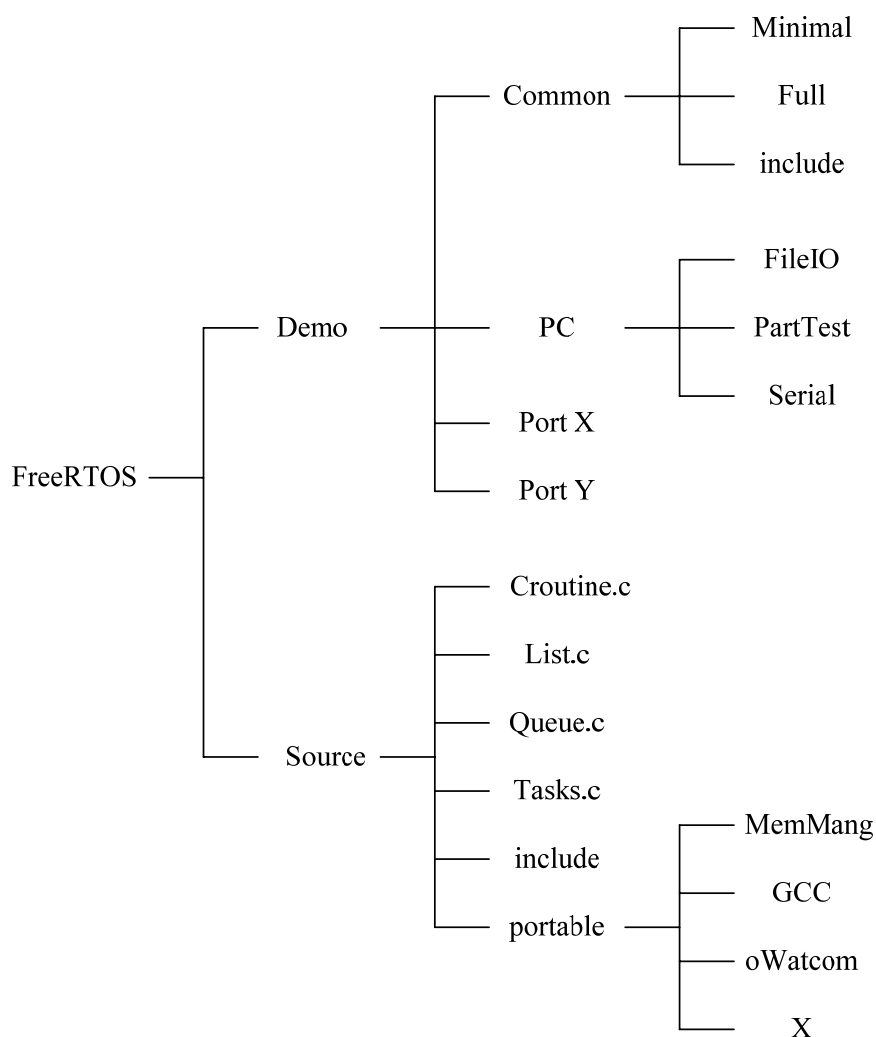 Minimal
Common
Full
include
FileIO
Demo
PC
PartTest
Serial
Port X
FreeRTOS
Port Y
Croutine.c
List.c
Queue.c
Source
Tasks.c
MemMang
include
GCC
portable
oWatcom
X